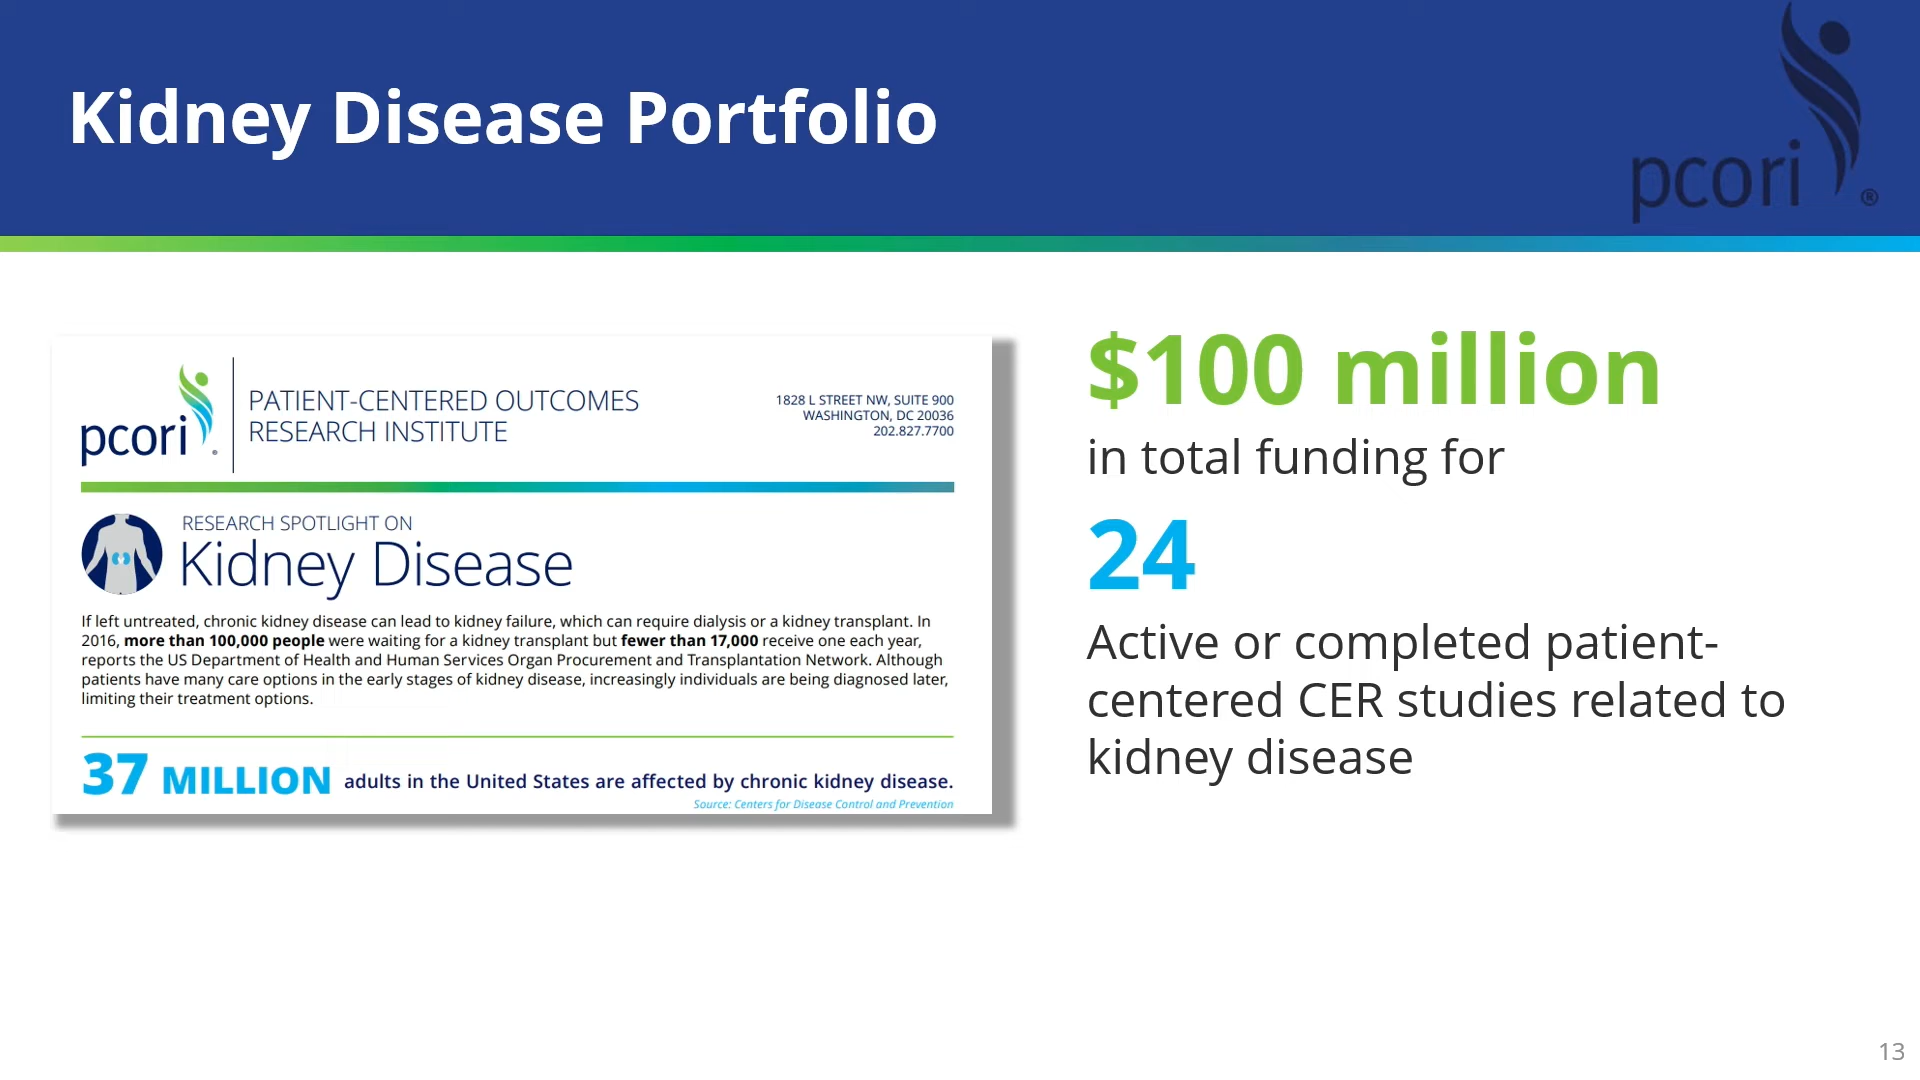 Kidney Disease Portfolio
pcori®
pcori®
PATIENT-CENTERED OUTCOMES
RESEARCH INSTITUTE
1828 L STREET NW, SUITE 900
WASHINGTON, DC 20036
202.827.7700
RESEARCH SPOTLIGHT ON
Kidney Disease
If left untreated, chronic kidney disease can lead to kidney failure, which can require dialysis or a kidney transplant. In
2016, more than 100,000 people were waiting for a kidney transplant but fewer than 17,000 receive one each year,
reports the US Department of Health and Human Services Organ Procurement and Transplantation Network. Although
patients have many care options in the early stages of kidney disease, increasingly individuals are being diagnosed later,
limiting their treatment options.
37 MILLION adults in the United States are affected by chronic kidney disease.
Source: Centers for Disease Control and Prevention
$100 million
in total funding for
24
Active or completed patient-
centered CER studies related to
kidney disease
13